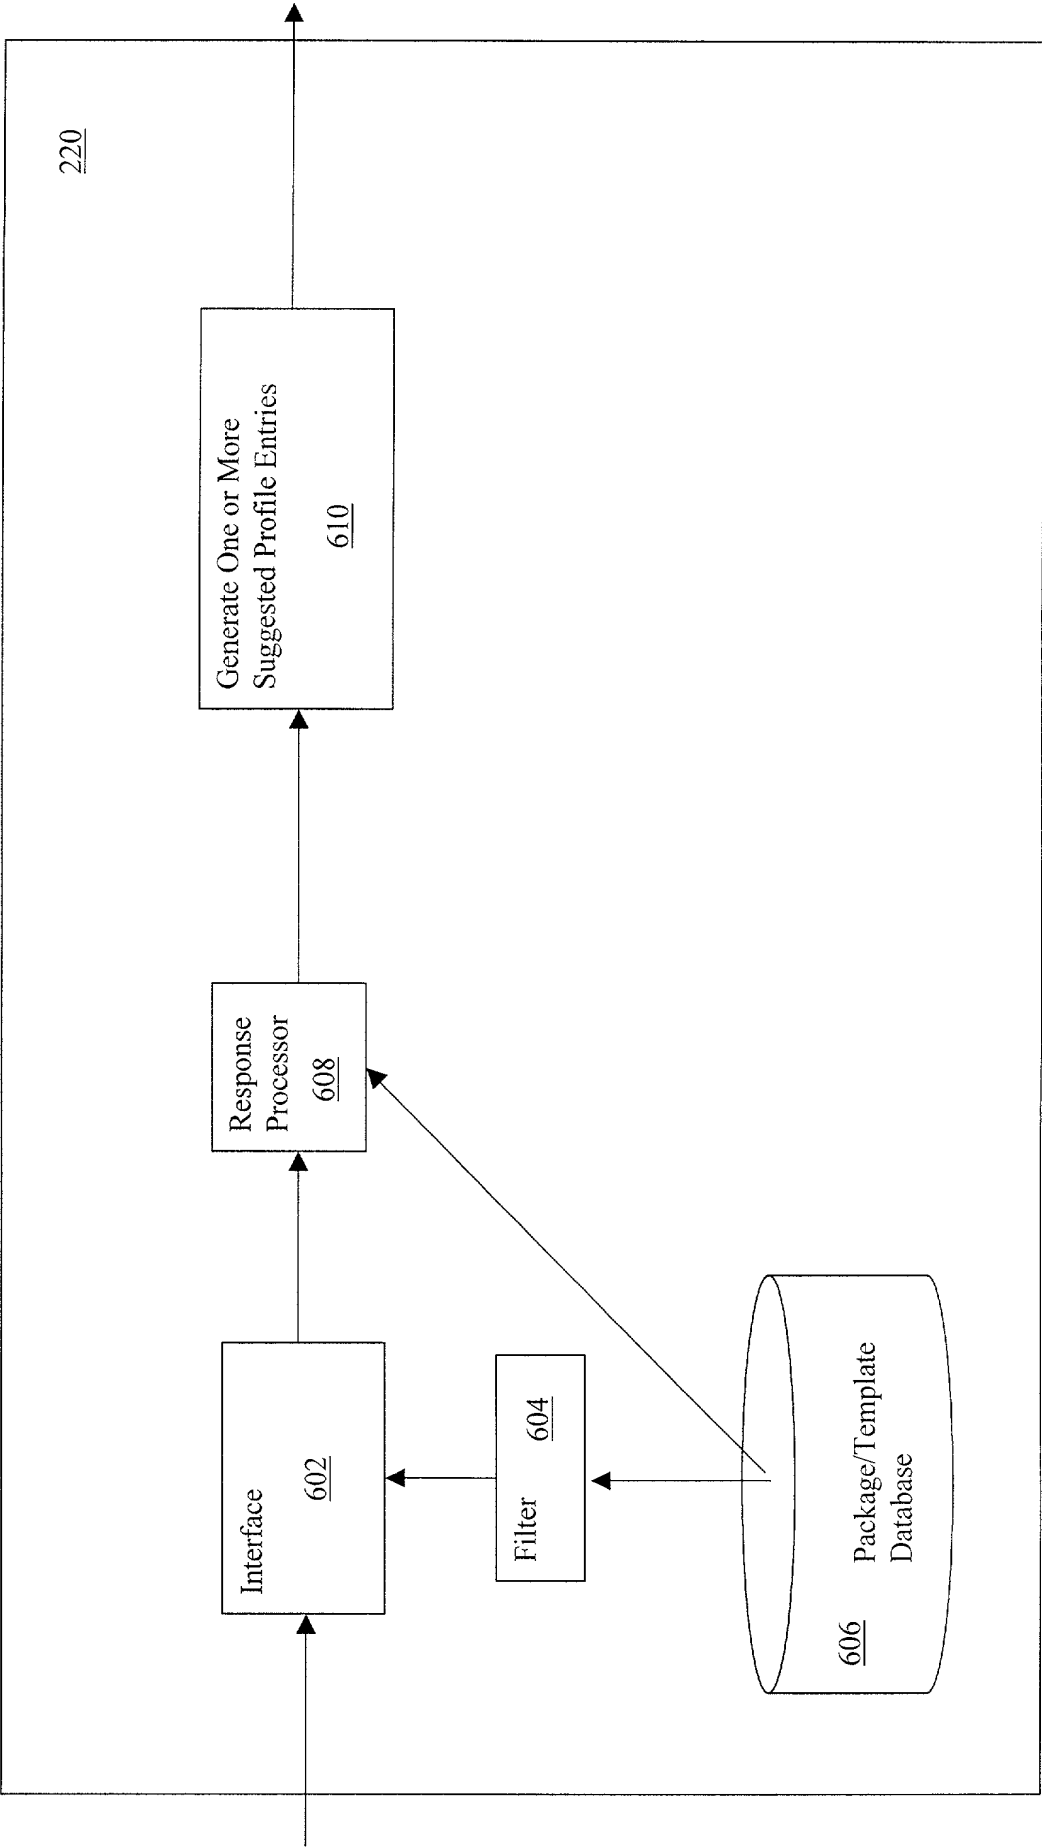 220
Interface
602
Response
Processor
608
Generate One or More
Suggested Profile Entries
610
Filter
604
606
Package/Template
Database